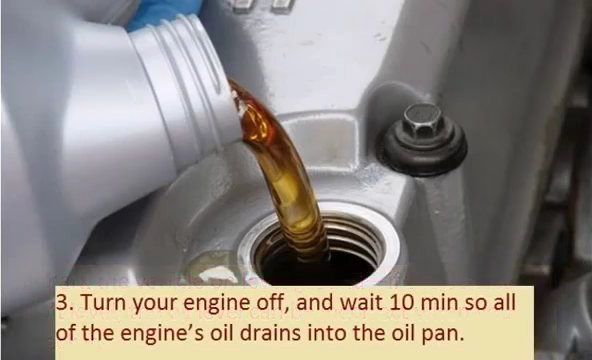 3. Turn your engine off, and wait 10 min so all
of the engine's oil drains into the oil pan.